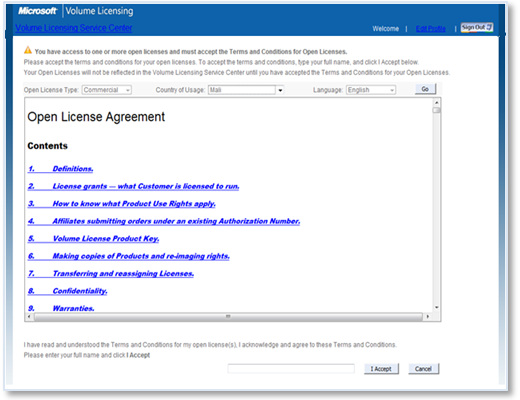 Microsoft | Volume Licensing
Volume Licensing Service Center
Welcome | Edit Profile | Sign Out
You have access to one or more open licenses and must accept the Terms and Conditions for Open Licenses.
Please accept the terms and conditions for your open licenses. To accept the terms and conditions, type your full name, and click I Accept below.
Your Open Licenses will not be reflected in the Volume Licensing Service Center until you have accepted the Terms and Conditions for your Open Licenses.
Open License Type: Commercial Country of Usage: Mali Language: English Go
Open License Agreement
Contents
1. Definitions.
2. License grants — what Customer is licensed to run.
3. How to know what Product Use Rights apply.
4. Affiliates submitting orders under an existing Authorization Number.
5. Volume License Product Key.
6. Making copies of Products and re-imaging rights.
7. Transferring and reassigning Licenses.
8. Confidentiality.
9. Warranties.
I have read and understood the Terms and Conditions for my open license(s), I acknowledge and agree to these Terms and Conditions.
Please enter your full name and click I Accept
I Accept Cancel